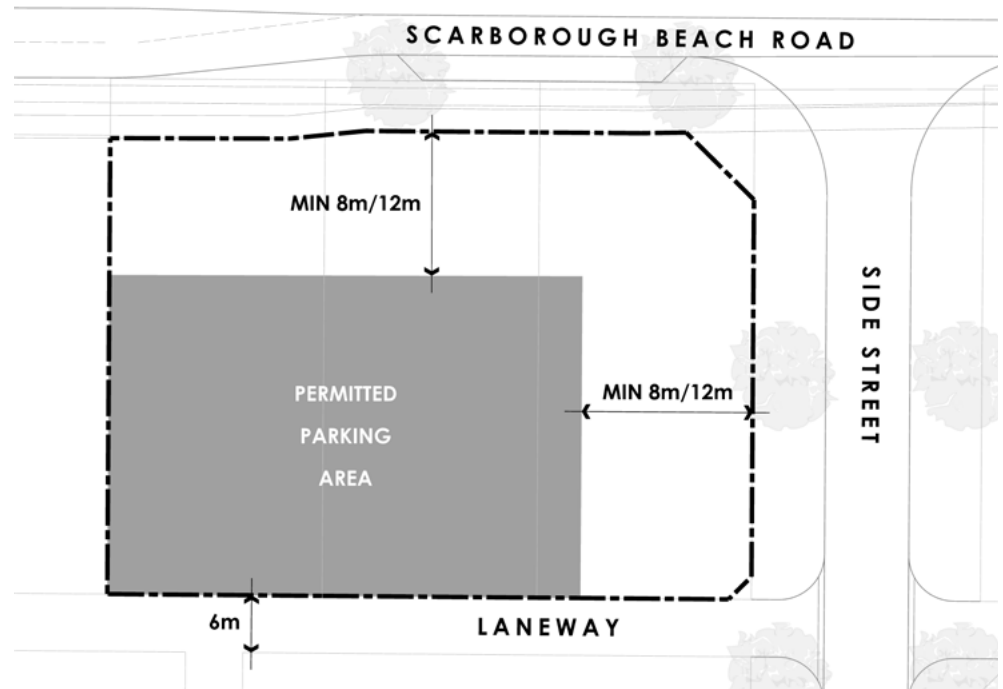 SCARBOROUGH BEACH ROAD
MIN 8m/12m
SIDE STREET
PERMITTED
PARKING
AREA
MIN 8m/12m
6m
LANEWAY